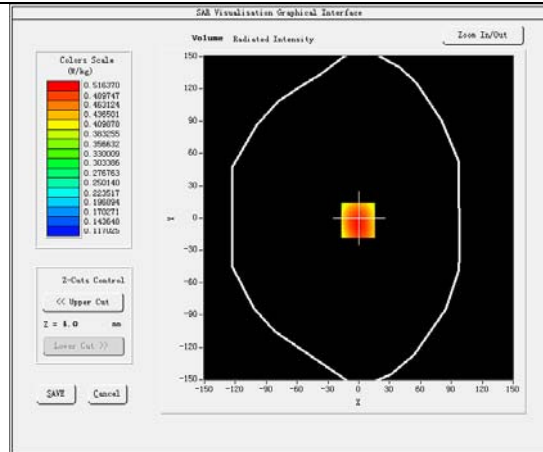 SAR Visualisation Graphical Interface
Volume Radiated Intensity
Zoom In/Out
Colors Scale
(W/kg)
0.516370
0.489747
0.463124
0.436501
0.409878
0.383255
0.356632
0.330009
0.303386
0.276763
0.250140
0.223517
0.196894
0.170271
0.143648
0.117025
Z-Cuts Control
<< Upper Cut
Z = 4.0 mm
Lower Cut >>
SAVE Cancel
150
120
90
60
30
0
-30
-60
-90
-120
-150
Y
-150 -120 -90 -60 -30 0 30 60 90 120 150
X